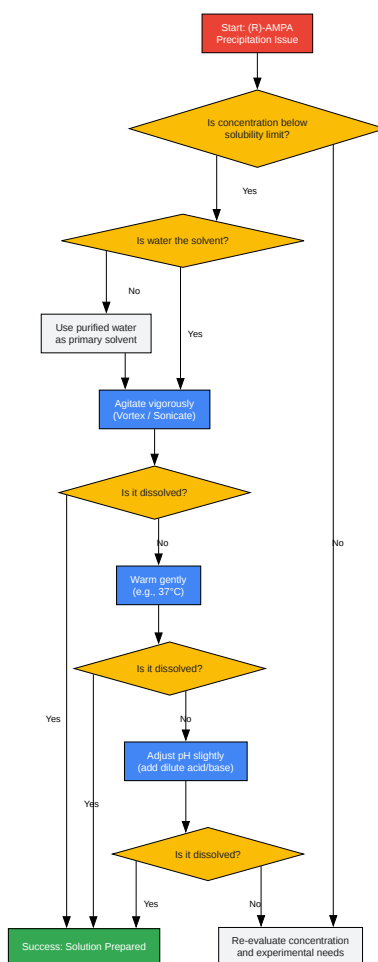 Start: (R)-AMPA
Precipitation Issue
Is concentration below
solubility limit?
Yes
Is water the solvent?
No
Use purified water
as primary solvent
Yes
Agitate vigorously
(Vortex / Sonicate)
Is it dissolved?
No
No
Warm gently
(e.g., 37°C)
Is it dissolved?
Yes
No
Adjust pH slightly
(add dilute acid/base)
Yes
Is it dissolved?
Yes
No
Success: Solution Prepared
Re-evaluate concentration
and experimental needs